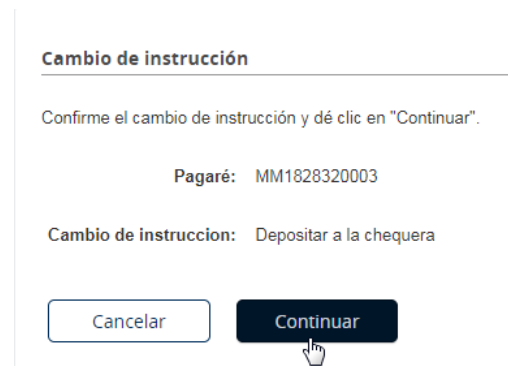 Cambio de instrucción
Confirme el cambio de instrucción y dé clic en "Continuar".
Pagaré: MM1828320003
Cambio de instruccion: Depositar a la chequera
Cancelar Continuar